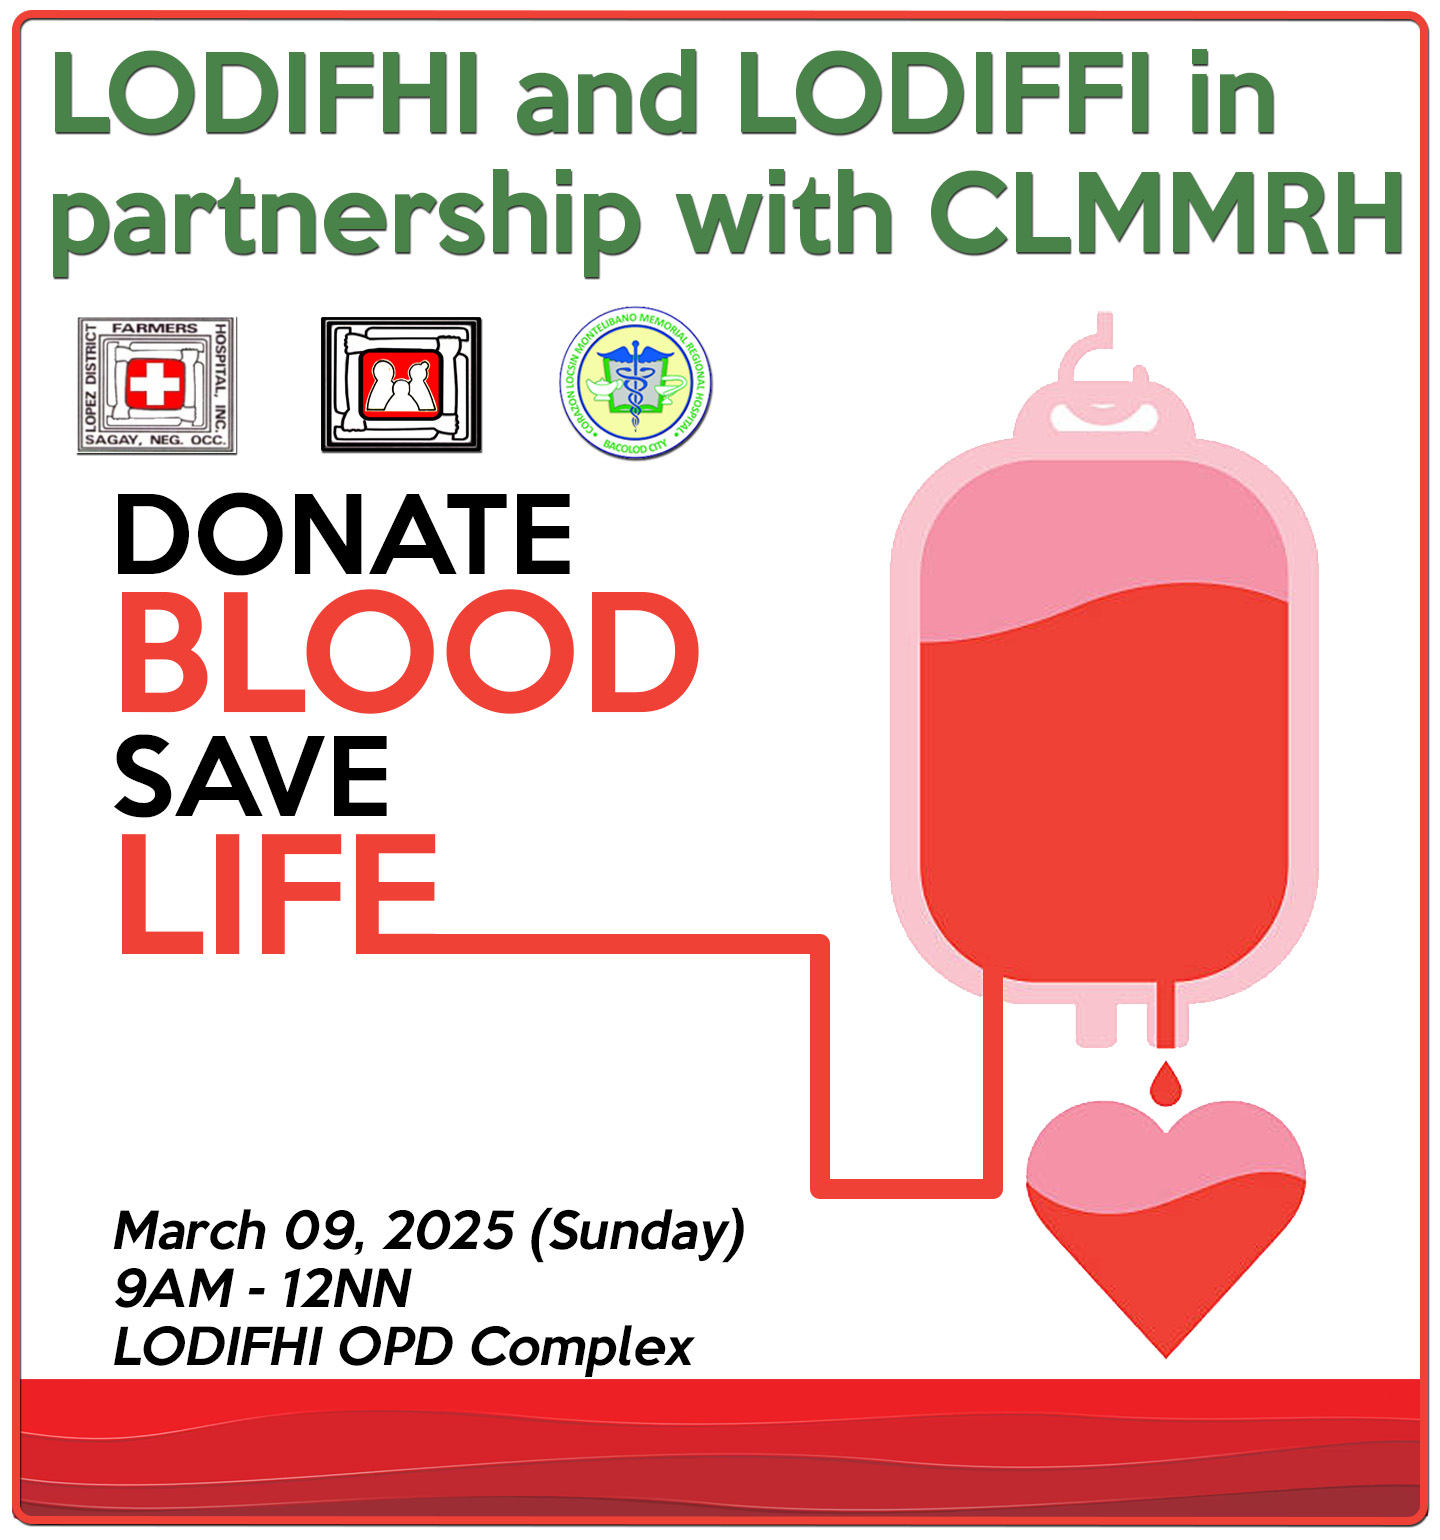 LODIFHI and LODIFFI in
partnership with CLMMRH
FARMERS
LOPEZ DISTRICT
HOSPITAL, INC.
SAGAY, NEG. OCC.
CORAZON LOCSIN MONTELIBANO MEMORIAL REGIONAL HOSPITAL
BACOLOD CITY
DONATE
BLOOD
SAVE
LIFE
March 09, 2025 (Sunday)
9AM - 12NN
LODIFHI OPD Complex